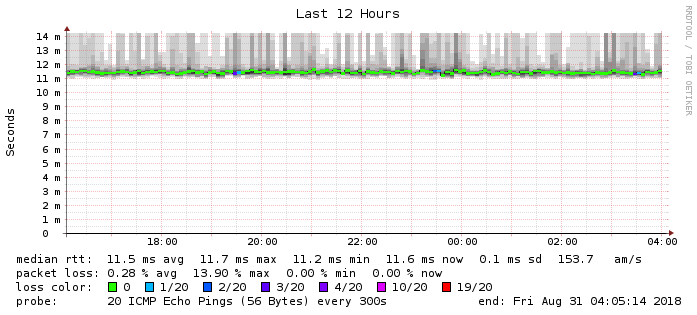 Last 12 Hours
RRDTOOL / TOBI OETIKER
Seconds
14 m
13 m
12 m
11 m
10 m
9 m
8 m
7 m
6 m
5 m
4 m
3 m
2 m
1 m
0
18:00 20:00 22:00 00:00 02:00 04:00
median rtt: 11.5 ms avg 11.7 ms max 11.2 ms min 11.6 ms now 0.1 ms sd 153.7 am/s
packet loss: 0.28 % avg 13.90 % max 0.00 % min 0.00 % now
loss color: 0 1/20 2/20 3/20 4/20 10/20 19/20
probe: 20 ICMP Echo Pings (56 Bytes) every 300s end: Fri Aug 31 04:05:14 2018